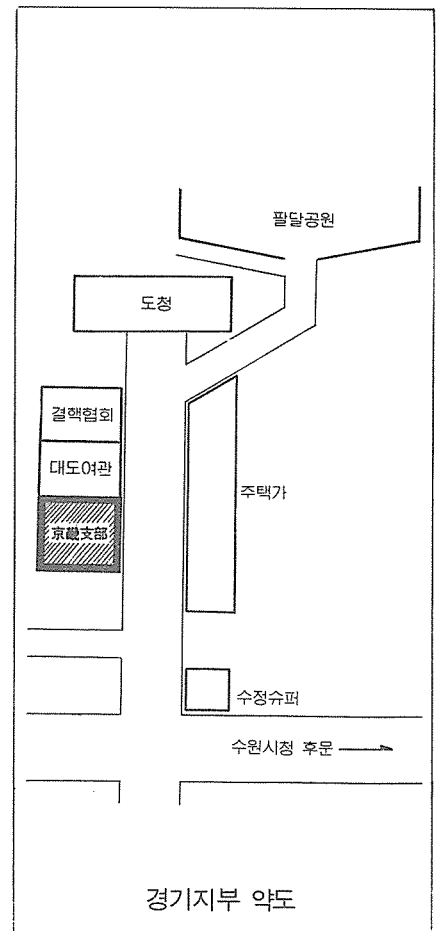 팔달공원
도청
결핵협회
대도여관
京畿支部
주택가
수정슈퍼
수원시청 후문
경기지부 약도